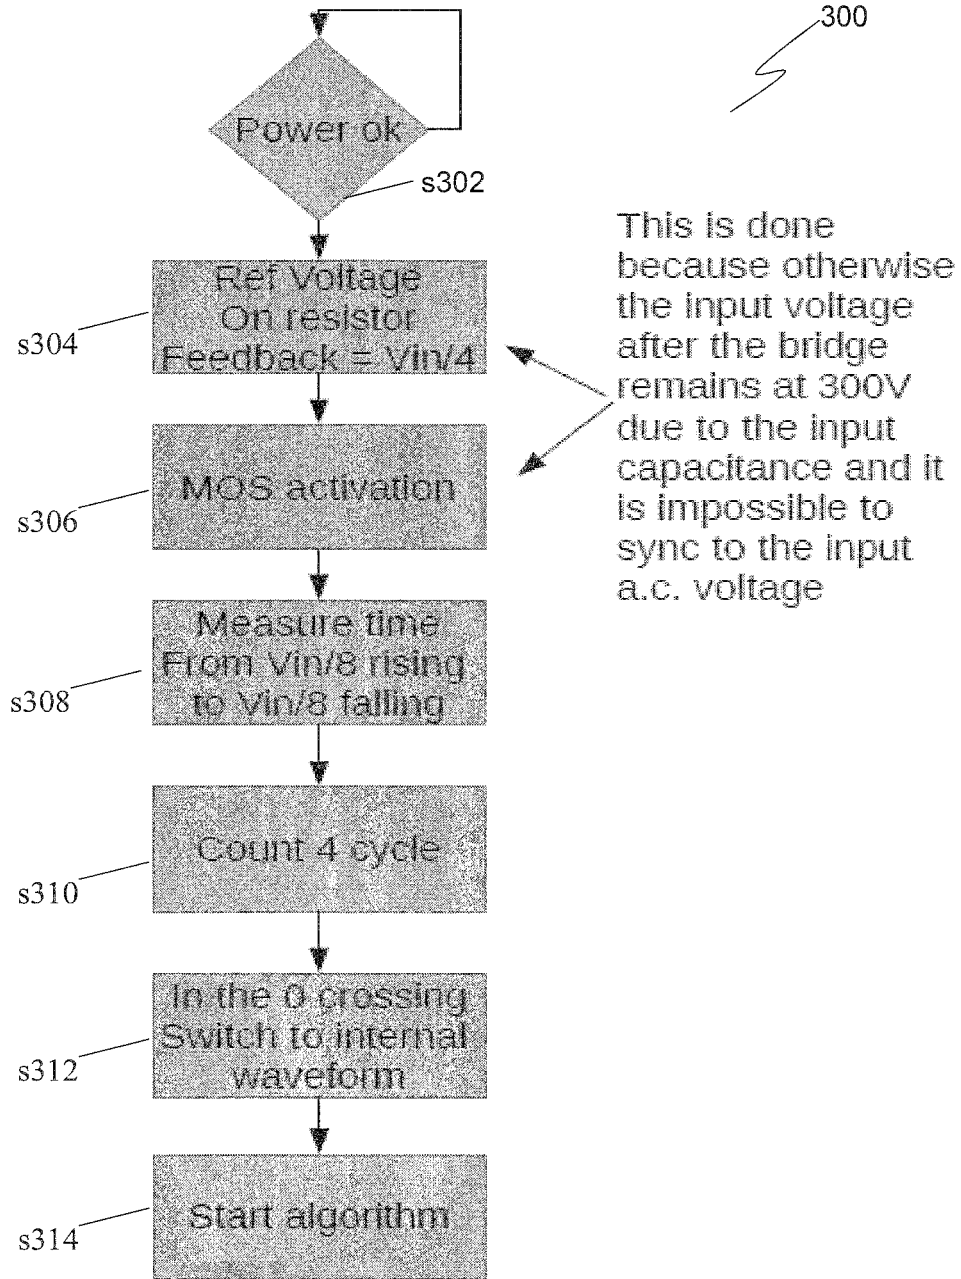 300
Power ok
s302
Ref Voltage
On resistor
Feedback = Vin/4
s304
This is done
because otherwise
the input voltage
after the bridge
remains at 300V
due to the input
capacitance and it
is impossible to
sync to the input
a.c. voltage
MOS activation
s306
Measure time
From Vin/8 rising
to Vin/8 falling
s308
Count 4 cycle
s310
In the 0 crossing
Switch to internal
waveform
s312
Start algorithm
s314